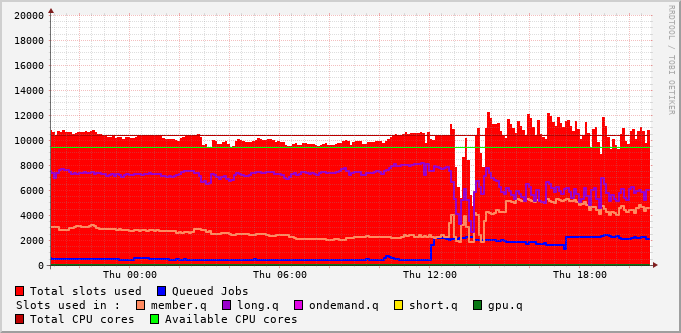 20000
18000
16000
14000
12000
10000
8000
6000
4000
2000
0
Thu 00:00 Thu 06:00 Thu 12:00 Thu 18:00
RRDTOOL / TOBI OETIKER
Total slots used Queued Jobs
Slots used in : member.q long.q ondemand.q short.q gpu.q
Total CPU cores Available CPU cores